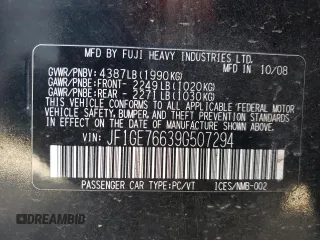 MFD BY FUJI HEAVY INDUSTRIES LTD.
MFD IN 10/08
GVWR/PNBV: 4387LB(1990KG)
GAWR/PNBE:FRONT- 2249LB(1020KG)
GAWR/PNBE:REAR - 2271LB(1030KG)
THIS VEHICLE CONFORMS TO ALL APPLICABLE FEDERAL MOTOR
VEHICLE SAFETY, BUMPER, AND THEFT PREVENTION STANDARDS
IN EFFECT ON THE DATE OF MANUFACTURE SHOWN ABOVE.
VIN: JF1GE76639G507294
PASSENGER CAR TYPE:PC/VT ICES/NMB-002
DREAMBID